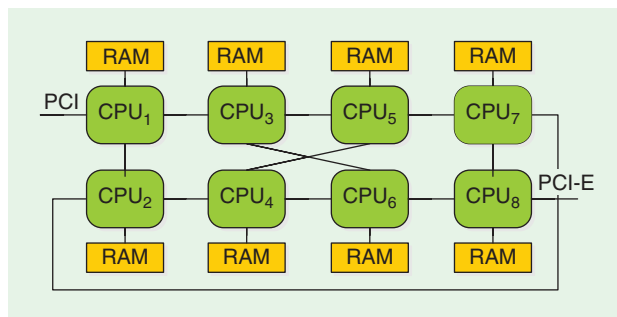 RAM RAM RAM RAM
PCI CPU₁ CPU₃ CPU₅ CPU₇
CPU₂ CPU₄ CPU₆ CPU₈ PCI-E
RAM RAM RAM RAM